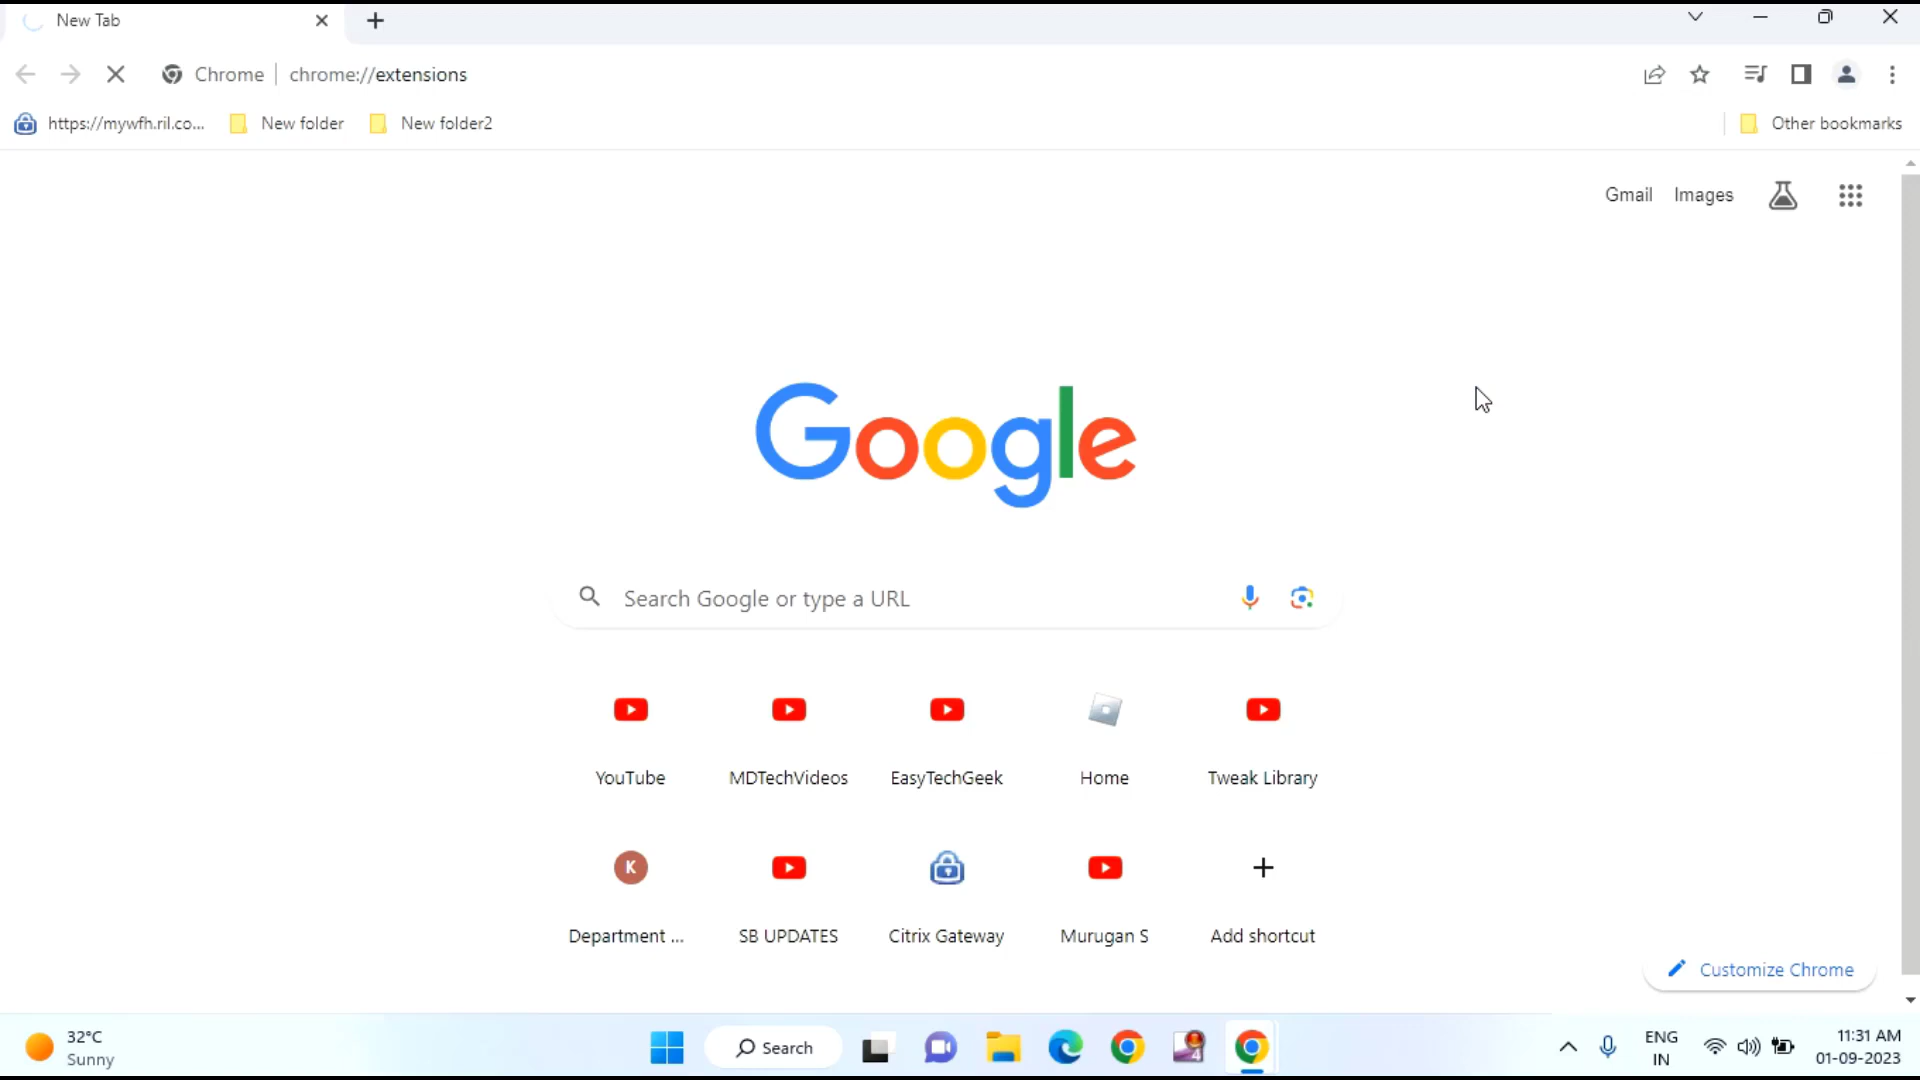 New Tab
Chrome | chrome://extensions
https://mywfh.ril.co... New folder New folder2 Other bookmarks
Gmail Images
Google
Search Google or type a URL
YouTube MDTechVideos EasyTechGeek Home Tweak Library
K
Department ... SB UPDATES Citrix Gateway Murugan S Add shortcut
Customize Chrome
32°C
Sunny
Search
4
ENG
IN
11:31 AM
01-09-2023